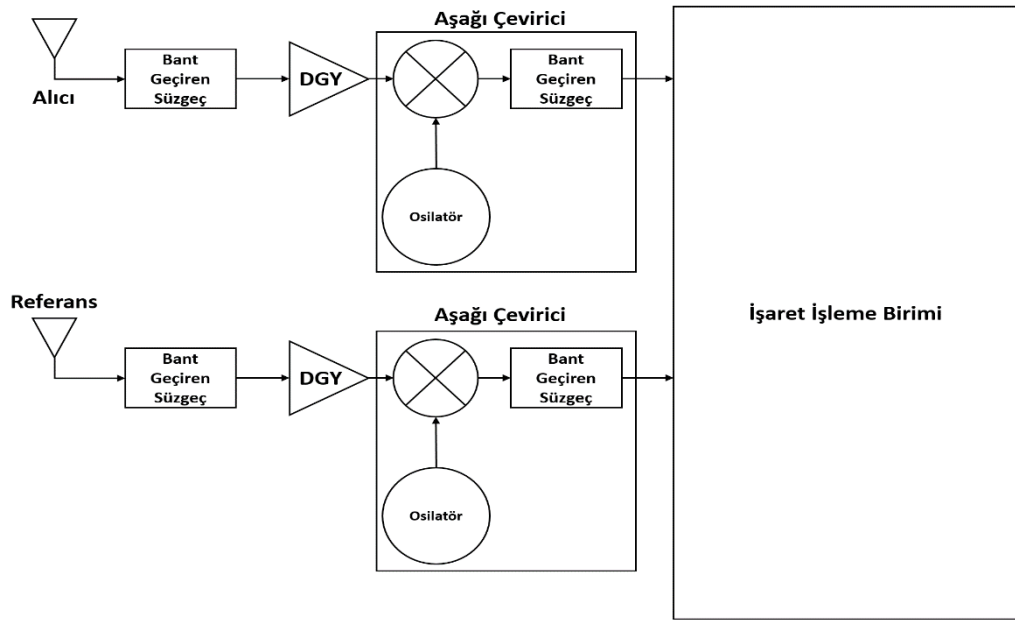 Aşağı Çevirici
Alıcı
Bant
Geçiren
Süzgeç
DGY
Bant
Geçiren
Süzgeç
Osilatör
İşaret İşleme Birimi
Referans
Aşağı Çevirici
Bant
Geçiren
Süzgeç
DGY
Bant
Geçiren
Süzgeç
Osilatör